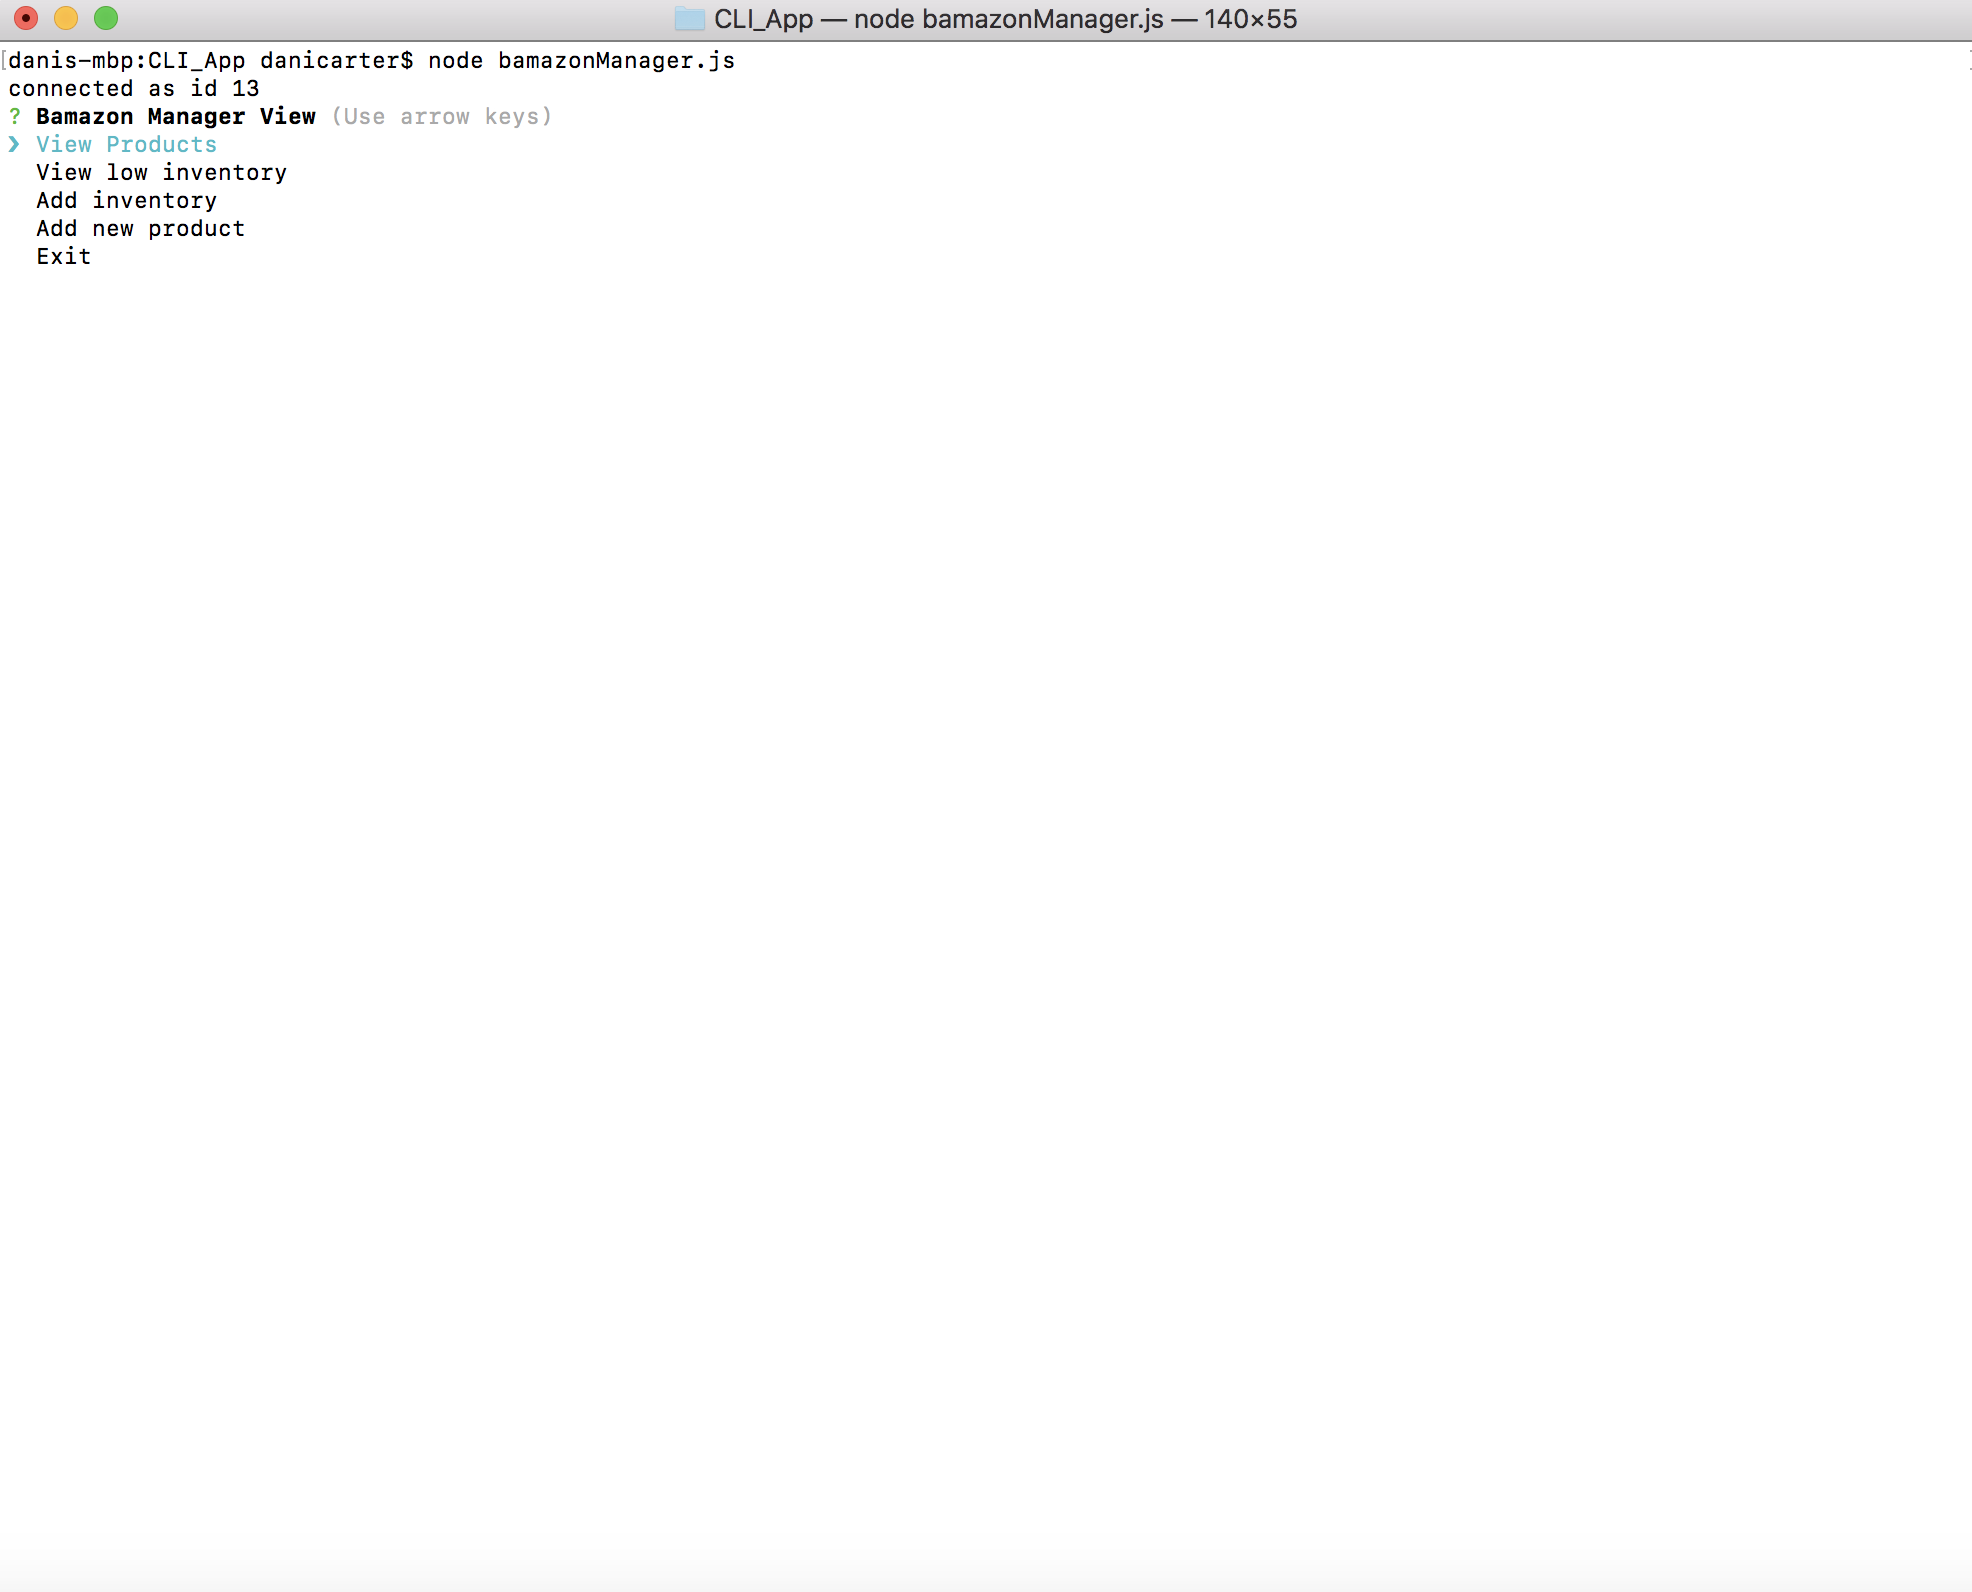 CLI_App — node bamazonManager.js — 140×55
[danis-mbp:CLI_App danicarter$ node bamazonManager.js
connected as id 13
? Bamazon Manager View (Use arrow keys)
❯ View Products
View low inventory
Add inventory
Add new product
Exit